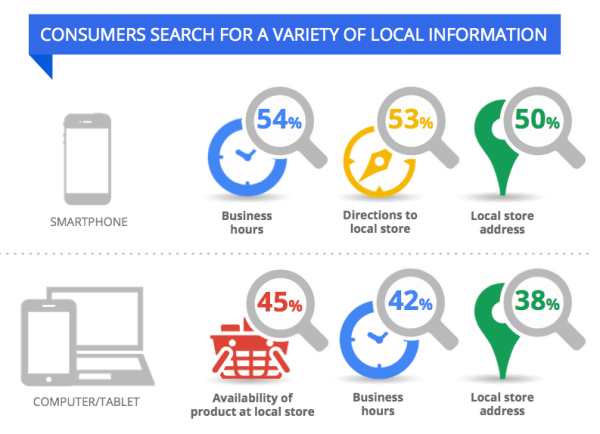 CONSUMERS SEARCH FOR A VARIETY OF LOCAL INFORMATION
54%
53%
50%
SMARTPHONE
Business
hours
Directions to
local store
Local store
address
45%
42%
38%
COMPUTER/TABLET
Availability of
product at local store
Business
hours
Local store
address